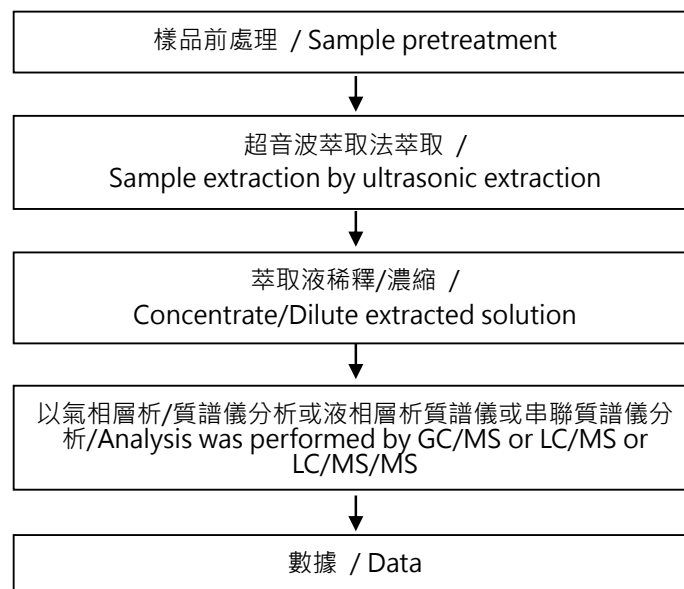 樣品前處理 / Sample pretreatment
超音波萃取法萃取 /
Sample extraction by ultrasonic extraction
萃取液稀釋/濃縮 /
Concentrate/Dilute extracted solution
以氣相層析/質譜儀分析或液相層析質譜儀或串聯質譜儀分
析/Analysis was performed by GC/MS or LC/MS or
LC/MS/MS
數據 / Data